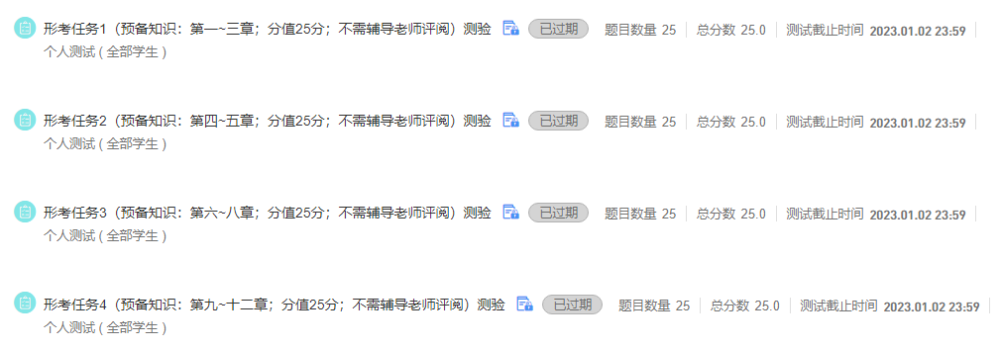 形考任务1（预备知识：第一~三章；分值25分；不需辅导老师评阅）测验 已过期 题目数量 25 总分数 25.0 测试截止时间 2023.01.02 23:59
个人测试 ( 全部学生 )
形考任务2（预备知识：第四~五章；分值25分；不需辅导老师评阅）测验 已过期 题目数量 25 总分数 25.0 测试截止时间 2023.01.02 23:59
个人测试 ( 全部学生 )
形考任务3（预备知识：第六~八章；分值25分；不需辅导老师评阅）测验 已过期 题目数量 25 总分数 25.0 测试截止时间 2023.01.02 23:59
个人测试 ( 全部学生 )
形考任务4（预备知识：第九~十二章；分值25分；不需辅导老师评阅）测验 已过期 题目数量 25 总分数 25.0 测试截止时间 2023.01.02 23:59
个人测试 ( 全部学生 )